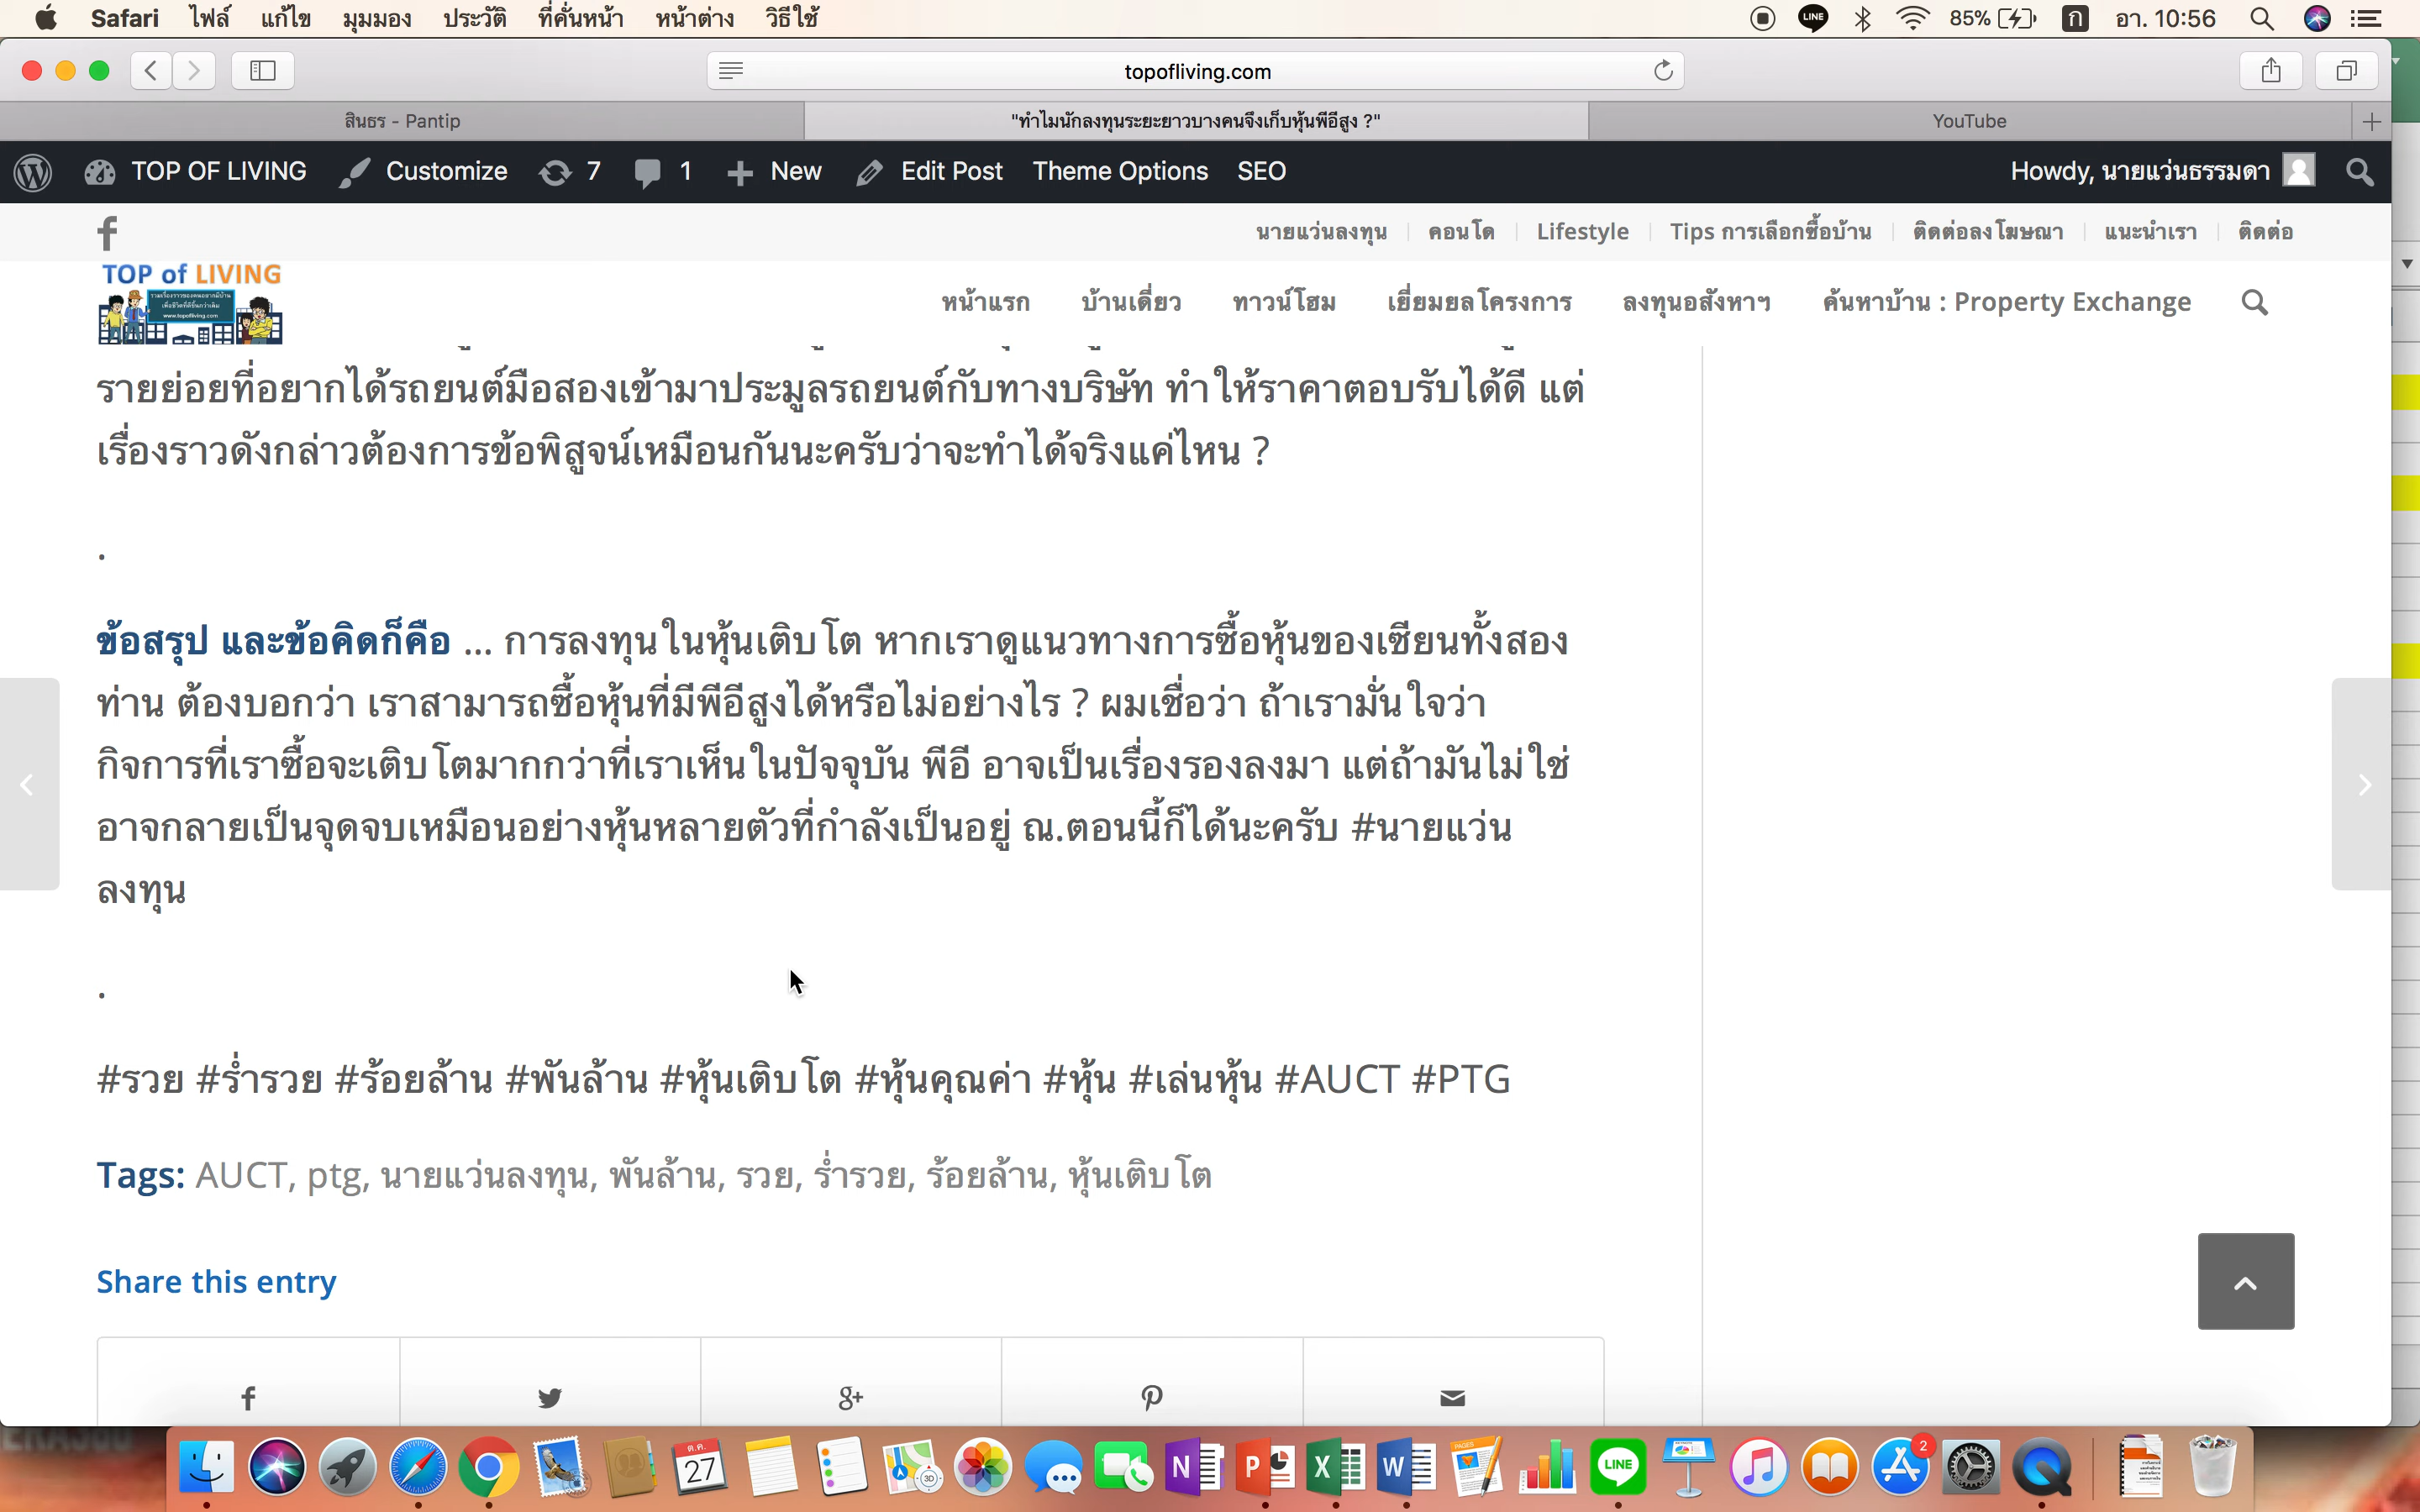 Safari ไฟล์ แก้ไข มุมมอง ประวัติ ที่คั่นหน้า หน้าต่าง วิธีใช้ LINE 85% ก อา. 10:56
topofliving.com
สินธร - Pantip "ทำไมนักลงทุนระยะยาวบางคนจึงเก็บหุ้นพีอีสูง ?" YouTube
TOP OF LIVING Customize 7 1 New Edit Post Theme Options SEO Howdy, นายแว่นธรรมดา
นายแว่นลงทุน คอนโด Lifestyle Tips การเลือกซื้อบ้าน ติดต่อลงโฆษณา แนะนำเรา ติดต่อ
TOP of LIVING
www.topofliving.com
หน้าแรก บ้านเดี่ยว ทาวน์โฮม เยี่ยมยลโครงการ ลงทุนอสังหาฯ ค้นหาบ้าน : Property Exchange
รายย่อยที่อยากได้รถยนต์มือสองเข้ามาประมูลรถยนต์กับทางบริษัท ทำให้ราคาตอบรับได้ดี แต่
เรื่องราวดังกล่าวต้องการข้อพิสูจน์เหมือนกันนะครับว่าจะทำได้จริงแค่ไหน ?
.
ข้อสรุป และข้อคิดก็คือ ... การลงทุนในหุ้นเติบโต หากเราดูแนวทางการซื้อหุ้นของเซียนทั้งสอง
ท่าน ต้องบอกว่า เราสามารถซื้อหุ้นที่มีพีอีสูงได้หรือไม่อย่างไร ? ผมเชื่อว่า ถ้าเรามั่นใจว่า
กิจการที่เราซื้อจะเติบโตมากกว่าที่เราเห็นในปัจจุบัน พีอี อาจเป็นเรื่องรองลงมา แต่ถ้ามันไม่ใช่
อาจกลายเป็นจุดจบเหมือนอย่างหุ้นหลายตัวที่กำลังเป็นอยู่ ณ.ตอนนี้ก็ได้นะครับ #นายแว่น
ลงทุน
.
#รวย #ร่ำรวย #ร้อยล้าน #พันล้าน #หุ้นเติบโต #หุ้นคุณค่า #หุ้น #เล่นหุ้น #AUCT #PTG
Tags: AUCT, ptg, นายแว่นลงทุน, พันล้าน, รวย, ร่ำรวย, ร้อยล้าน, หุ้นเติบโต
Share this entry
ต.ค.
27
3D
PAGES
LINE
2